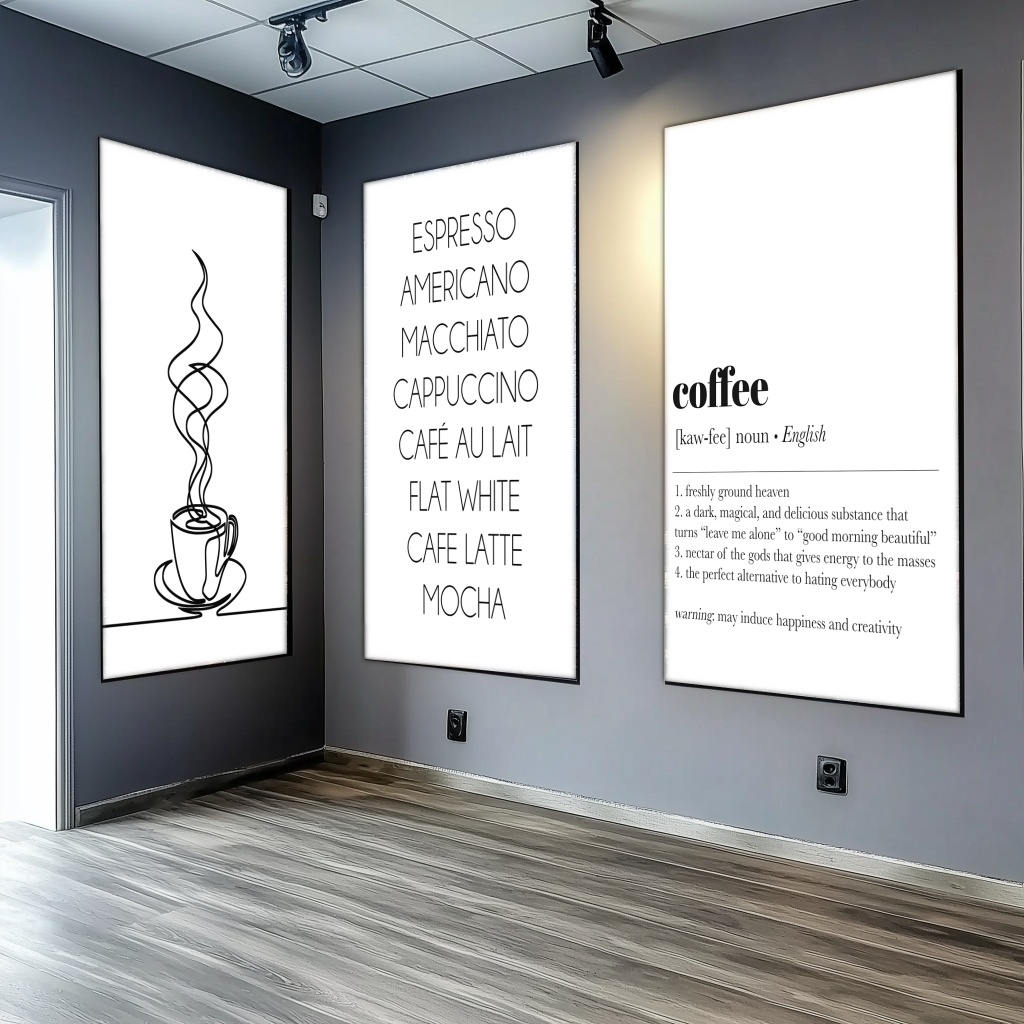 ESPRESSO
AMERICANO
MACCHIATO
CAPPUCCINO
CAFÉ AU LAIT
FLAT WHITE
CAFE LATTE
MOCHA
coffee
[kaw-fee] noun • English
1. freshly ground heaven
2. a dark, magical, and delicious substance that
turns “leave me alone” to “good morning beautiful”
3. nectar of the gods that gives energy to the masses
4. the perfect alternative to hating everybody
warning: may induce happiness and creativity